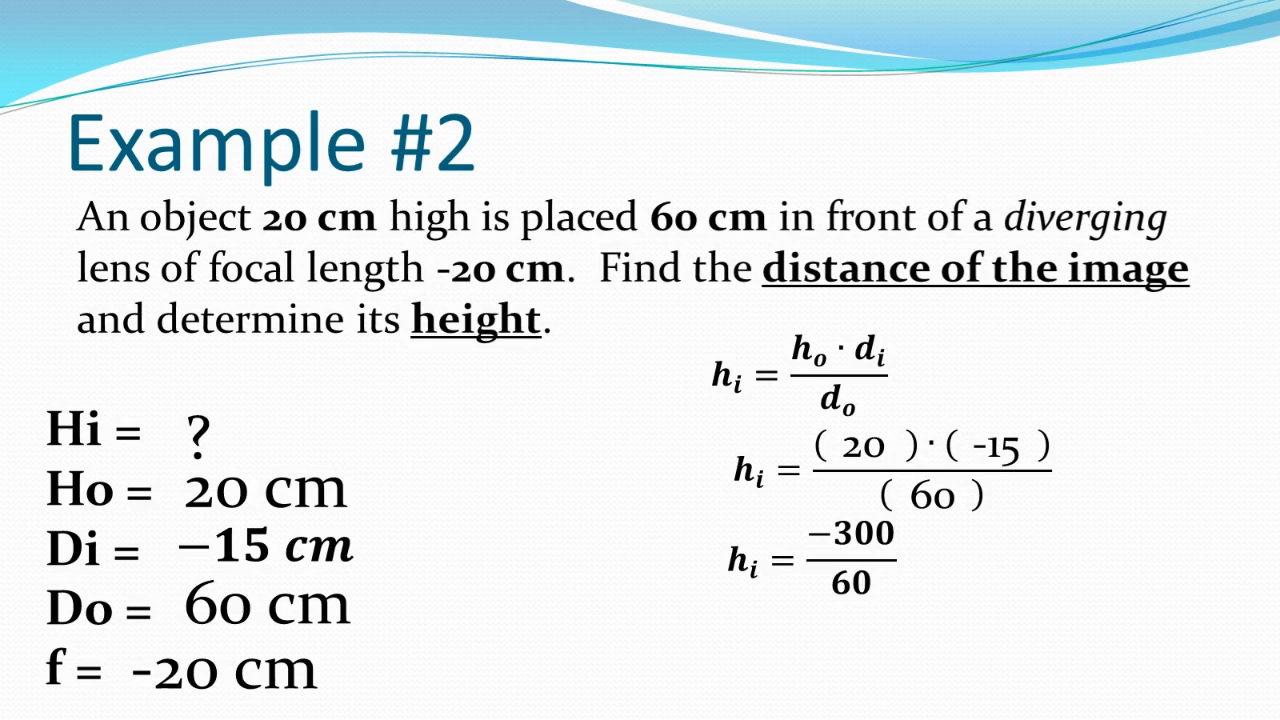 Example #2
An object 20 cm high is placed 60 cm in front of a diverging
lens of focal length -20 cm. Find the distance of the image
and determine its height.
hᵢ = (hₒ · dᵢ) / dₒ
hᵢ = ( 20 ) · ( -15 ) / ( 60 )
hᵢ = −300 / 60
Hi = ?
Ho = 20 cm
Di = −15 cm
Do = 60 cm
f = -20 cm